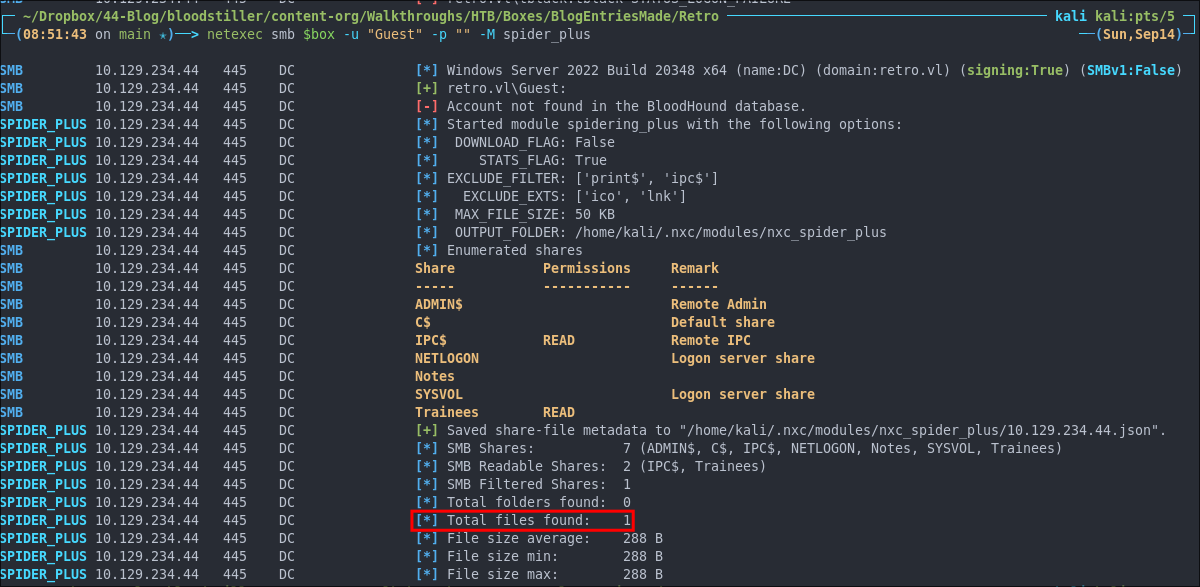 ~/Dropbox/44-Blog/bloodstiller/content-org/Walkthroughs/HTB/Boxes/BlogEntriesMade/Retro kali kali:pts/5
(08:51:43 on main ✭)——> netexec smb $box -u "Guest" -p "" -M spider_plus (Sun,Sep14)
SMB 10.129.234.44 445 DC [*] Windows Server 2022 Build 20348 x64 (name:DC) (domain:retro.vl) (signing:True) (SMBv1:False)
SMB 10.129.234.44 445 DC [+] retro.vl\Guest:
SMB 10.129.234.44 445 DC [-] Account not found in the BloodHound database.
SPIDER_PLUS 10.129.234.44 445 DC [*] Started module spidering_plus with the following options:
SPIDER_PLUS 10.129.234.44 445 DC [*] DOWNLOAD_FLAG: False
SPIDER_PLUS 10.129.234.44 445 DC [*] STATS_FLAG: True
SPIDER_PLUS 10.129.234.44 445 DC [*] EXCLUDE_FILTER: ['print$', 'ipc$']
SPIDER_PLUS 10.129.234.44 445 DC [*] EXCLUDE_EXTS: ['ico', 'lnk']
SPIDER_PLUS 10.129.234.44 445 DC [*] MAX_FILE_SIZE: 50 KB
SPIDER_PLUS 10.129.234.44 445 DC [*] OUTPUT_FOLDER: /home/kali/.nxc/modules/nxc_spider_plus
SMB 10.129.234.44 445 DC [*] Enumerated shares
SMB 10.129.234.44 445 DC Share Permissions Remark
SMB 10.129.234.44 445 DC ----- ----------- ------
SMB 10.129.234.44 445 DC ADMIN$ Remote Admin
SMB 10.129.234.44 445 DC C$ Default share
SMB 10.129.234.44 445 DC IPC$ READ Remote IPC
SMB 10.129.234.44 445 DC NETLOGON Logon server share
SMB 10.129.234.44 445 DC Notes
SMB 10.129.234.44 445 DC SYSVOL Logon server share
SMB 10.129.234.44 445 DC Trainees READ
SPIDER_PLUS 10.129.234.44 445 DC [+] Saved share-file metadata to "/home/kali/.nxc/modules/nxc_spider_plus/10.129.234.44.json".
SPIDER_PLUS 10.129.234.44 445 DC [*] SMB Shares: 7 (ADMIN$, C$, IPC$, NETLOGON, Notes, SYSVOL, Trainees)
SPIDER_PLUS 10.129.234.44 445 DC [*] SMB Readable Shares: 2 (IPC$, Trainees)
SPIDER_PLUS 10.129.234.44 445 DC [*] SMB Filtered Shares: 1
SPIDER_PLUS 10.129.234.44 445 DC [*] Total folders found: 0
SPIDER_PLUS 10.129.234.44 445 DC [*] Total files found: 1
SPIDER_PLUS 10.129.234.44 445 DC [*] File size average: 288 B
SPIDER_PLUS 10.129.234.44 445 DC [*] File size min: 288 B
SPIDER_PLUS 10.129.234.44 445 DC [*] File size max: 288 B